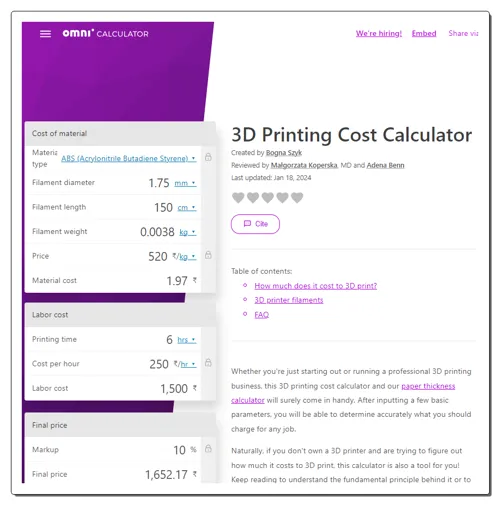 omni CALCULATOR
We're hiring! Embed Share via
Cost of material
Material type ABS (Acrylonitrile Butadiene Styrene)
Filament diameter 1.75 mm
Filament length 150 cm
Filament weight 0.0038 kg
Price 520 ₹/kg
Material cost 1.97 ₹
Labor cost
Printing time 6 hrs
Cost per hour 250 ₹/hr
Labor cost 1,500 ₹
Final price
Markup 10 %
Final price 1,652.17 ₹
3D Printing Cost Calculator
Created by Bogna Szyk
Reviewed by Małgorzata Koperska, MD and Adena Benn
Last updated: Jan 18, 2024
Cite
Table of contents:
How much does it cost to 3D print?
3D printer filaments
FAQ
Whether you're just starting out or running a professional 3D printing
business, this 3D printing cost calculator and our paper thickness
calculator will surely come in handy. After inputting a few basic
parameters, you will be able to determine accurately what you should
charge for any job.
Naturally, if you don't own a 3D printer and are trying to figure out
how much it costs to 3D print, this calculator is also a tool for you!
Keep reading to understand the fundamental principle behind it or to